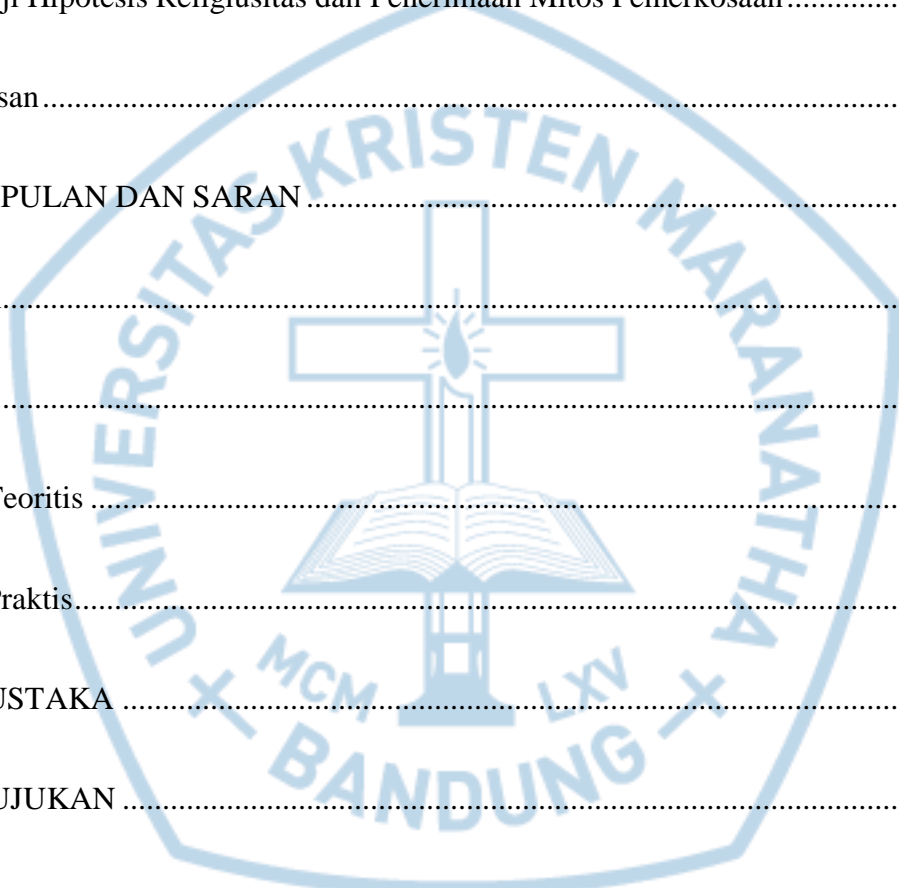 ji Hipotesis Religiusitas dan Penerimaan Mitos Pemerkosaan....................
san....................
PULAN DAN SARAN....................
....................
....................
Teoritis....................
Praktis....................
USTAKA....................
UJUKAN....................
UNIVERSITAS KRISTEN MARANATHA
MCM LXV
BANDUNG